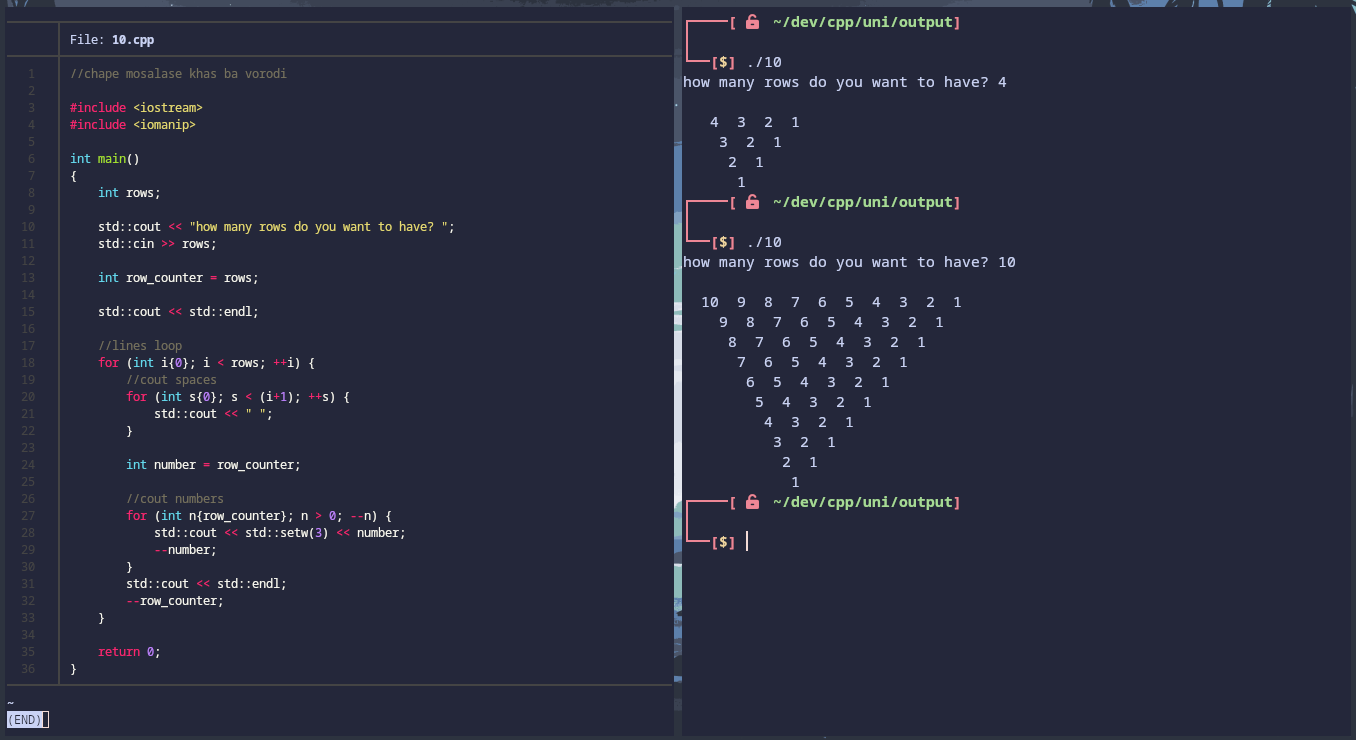 File: 10.cpp
1 //chape mosalase khas ba vorodi
2
3 #include <iostream>
4 #include <iomanip>
5
6 int main()
7 {
8     int rows;
9
10     std::cout << "how many rows do you want to have? ";
11     std::cin >> rows;
12
13     int row_counter = rows;
14
15     std::cout << std::endl;
16
17     //lines loop
18     for (int i{0}; i < rows; ++i) {
19         //cout spaces
20         for (int s{0}; s < (i+1); ++s) {
21             std::cout << " ";
22         }
23
24         int number = row_counter;
25
26         //cout numbers
27         for (int n{row_counter}; n > 0; --n) {
28             std::cout << std::setw(3) << number;
29             --number;
30         }
31         std::cout << std::endl;
32         --row_counter;
33     }
34
35     return 0;
36 }
~
(END)
[ ~/dev/cpp/uni/output]
[$] ./10
how many rows do you want to have? 4
4 3 2 1
3 2 1
2 1
1
[ ~/dev/cpp/uni/output]
[$] ./10
how many rows do you want to have? 10
10 9 8 7 6 5 4 3 2 1
9 8 7 6 5 4 3 2 1
8 7 6 5 4 3 2 1
7 6 5 4 3 2 1
6 5 4 3 2 1
5 4 3 2 1
4 3 2 1
3 2 1
2 1
1
[ ~/dev/cpp/uni/output]
[$]